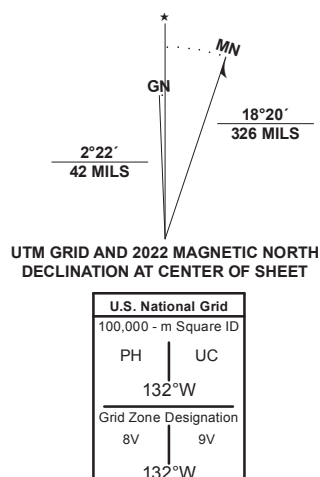 ★
MN
GN
18°20´
326 MILS
2°22´
42 MILS
UTM GRID AND 2022 MAGNETIC NORTH
DECLINATION AT CENTER OF SHEET
U.S. National Grid
100,000 - m Square ID
PH UC
132°W
Grid Zone Designation
8V 9V
132°W